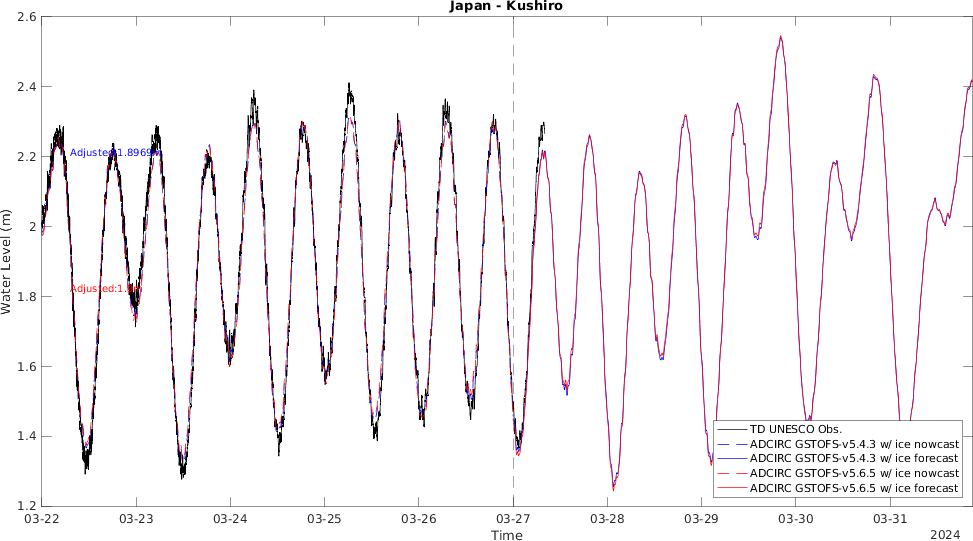 Japan - Kushiro
2.6
2.4
2.2
2
1.8
1.6
1.4
1.2
Water Level (m)
Adjusted:1.8969
Adjusted:1.
TD UNESCO Obs.
ADCIRC GSTOFS-v5.4.3 w/ ice nowcast
ADCIRC GSTOFS-v5.4.3 w/ ice forecast
ADCIRC GSTOFS-v5.6.5 w/ ice nowcast
ADCIRC GSTOFS-v5.6.5 w/ ice forecast
03-22 03-23 03-24 03-25 03-26 03-27 03-28 03-29 03-30 03-31
Time
2024